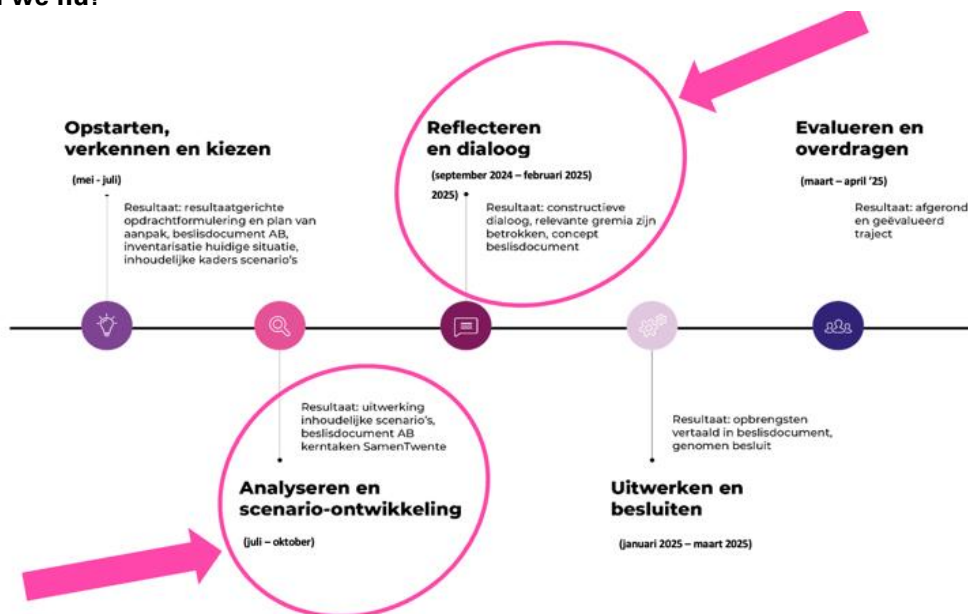 we nu?
Opstarten,
verkennen en kiezen
(mei - juli)
Resultaat: resultaatgerichte
opdrachtformulering en plan van
aanpak, beslisdocument AB,
inventarisatie huidige situatie,
inhoudelijke kaders scenario's
Reflecteren
en dialoog
(september 2024 – februari 2025)
2025)
Resultaat: constructieve
dialoog, relevante gremia zijn
betrokken, concept
beslisdocument
Evalueren en
overdragen
(maart – april '25)
Resultaat: afgerond
en geëvalueerd
traject
Resultaat: uitwerking
inhoudelijke scenario's,
beslisdocument AB
kerntaken SamenTwente
Analyseren en
scenario-ontwikkeling
(juli – oktober)
Resultaat: opbrengsten
vertaald in beslisdocument,
genomen besluit
Uitwerken en
besluiten
(januari 2025 – maart 2025)